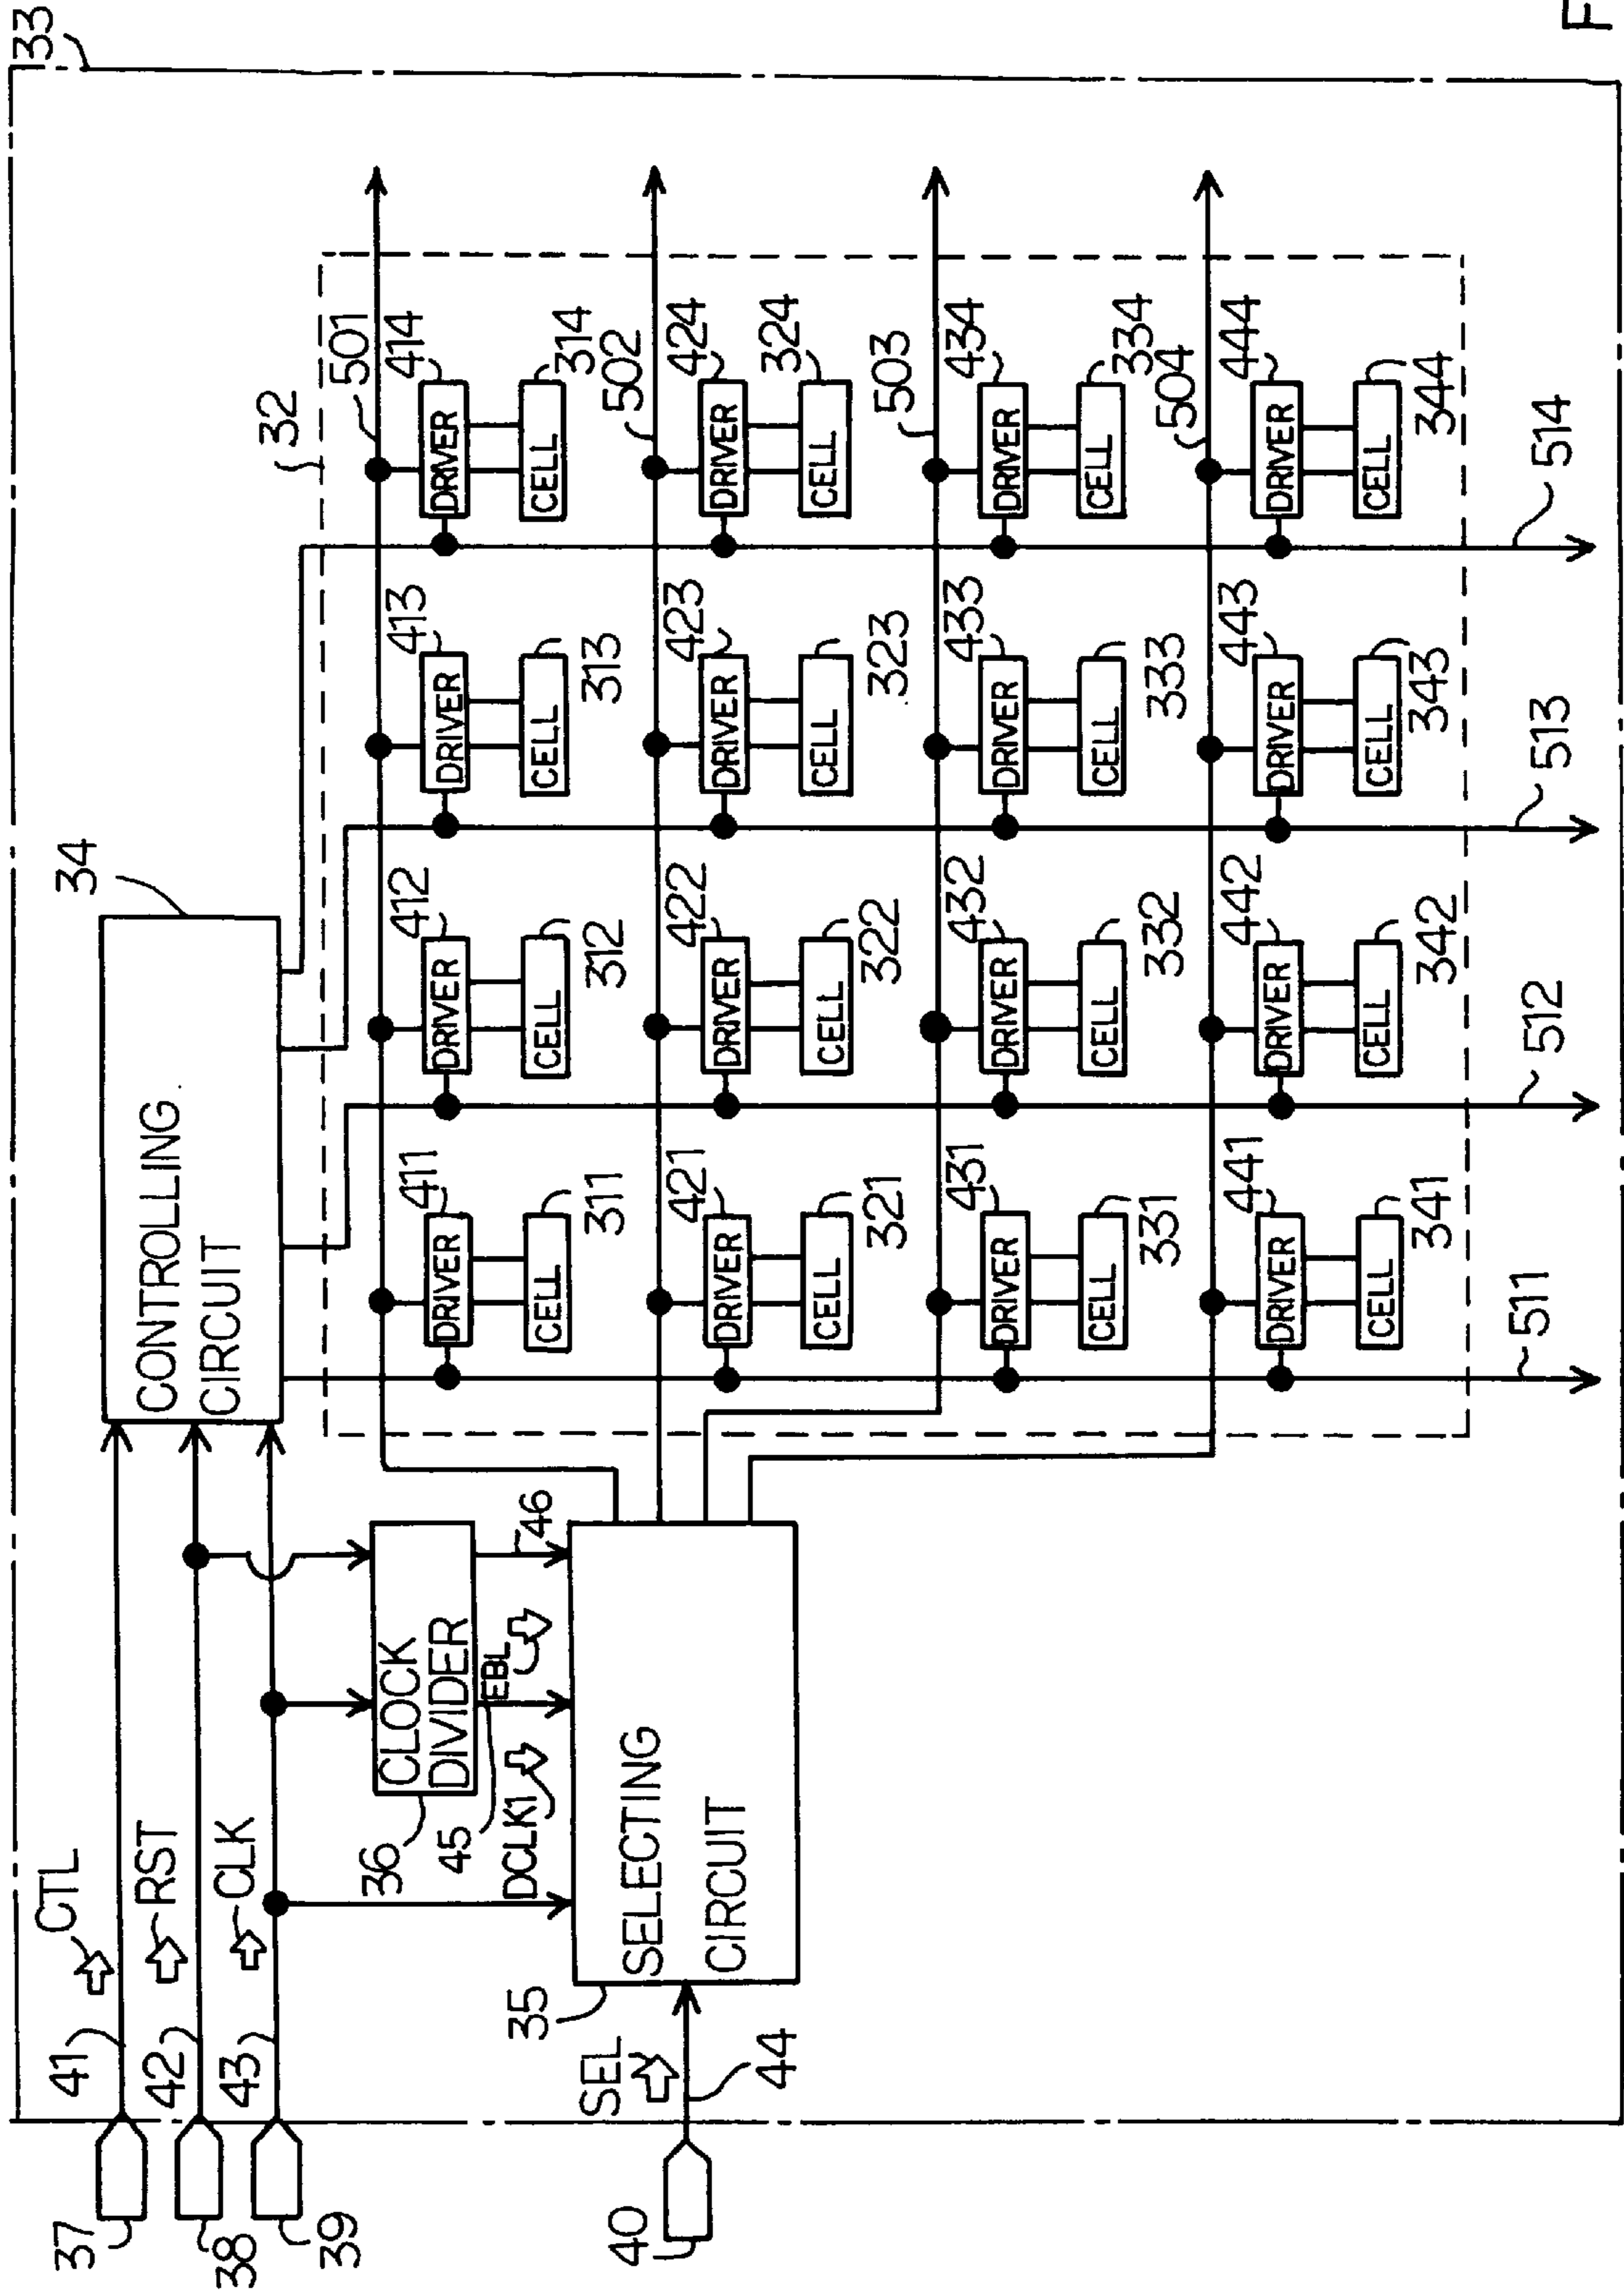 33
34
CONTROLLING
CIRCUIT
32
501
502
503
504
411
412
413
414
DRIVER
DRIVER
DRIVER
DRIVER
CELL
CELL
CELL
CELL
311
312
313
314
421
422
423
424
DRIVER
DRIVER
DRIVER
DRIVER
CELL
CELL
CELL
CELL
321
322
323
324
431
432
433
434
DRIVER
DRIVER
DRIVER
DRIVER
CELL
CELL
CELL
CELL
331
332
333
334
441
442
443
444
DRIVER
DRIVER
DRIVER
DRIVER
CELL
CELL
CELL
CELL
341
342
343
344
511
512
513
514
37
41
CTL
38
42
RST
39
43
CLK
36
CLOCK
DIVIDER
45
46
EBL
DCLK1
35
SELECTING
CIRCUIT
40
SEL
44
F